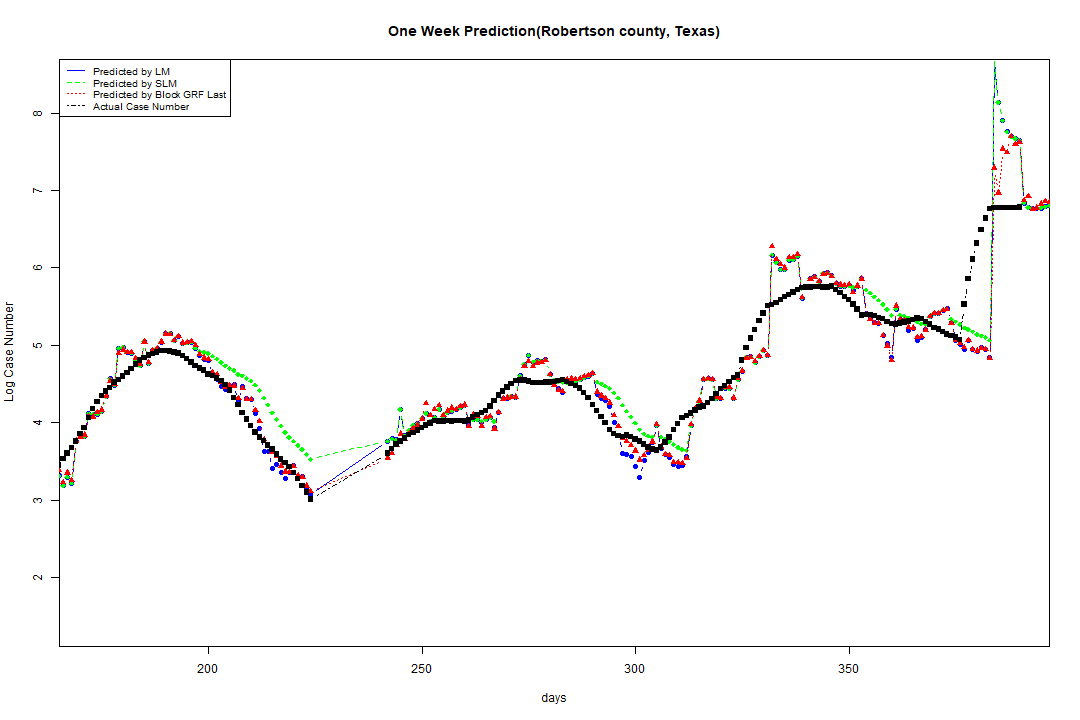 One Week Prediction(Robertson county, Texas)
Predicted by LM
Predicted by SLM
Predicted by Block GRF Last
Actual Case Number
Log Case Number
8
7
6
5
4
3
2
200
250
300
350
days